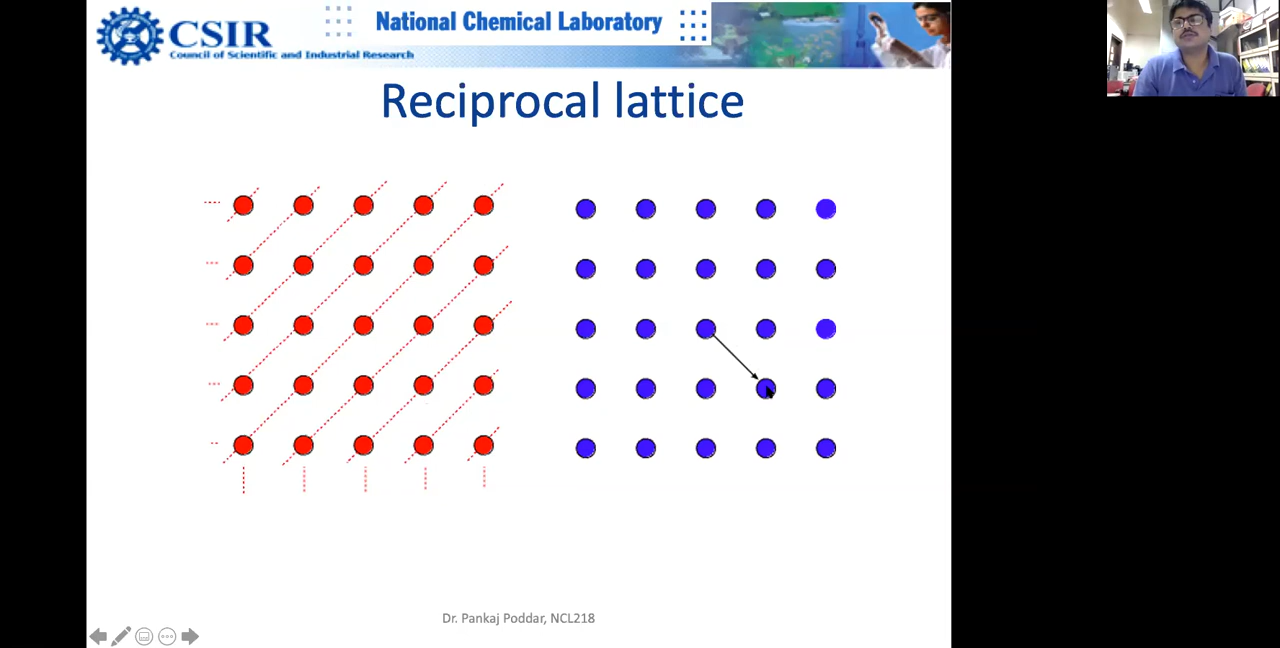 CSIR
Council of Scientific and Industrial Research
National Chemical Laboratory
Reciprocal lattice
Dr. Pankaj Poddar, NCL218